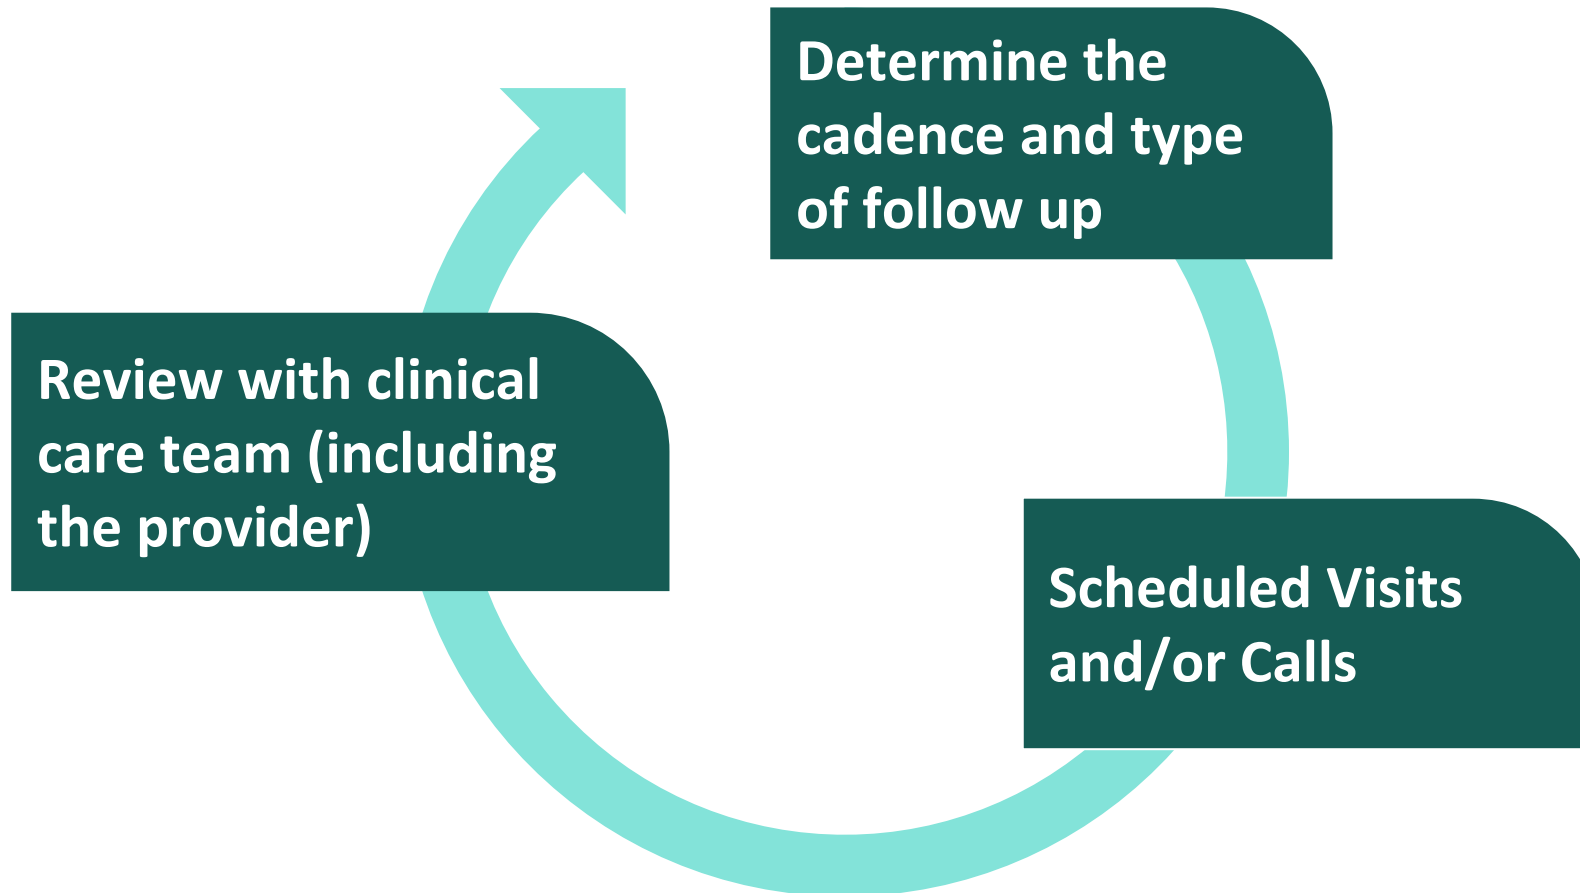 Determine the
cadence and type
of follow up
Scheduled Visits
and/or Calls
Review with clinical
care team (including
the provider)